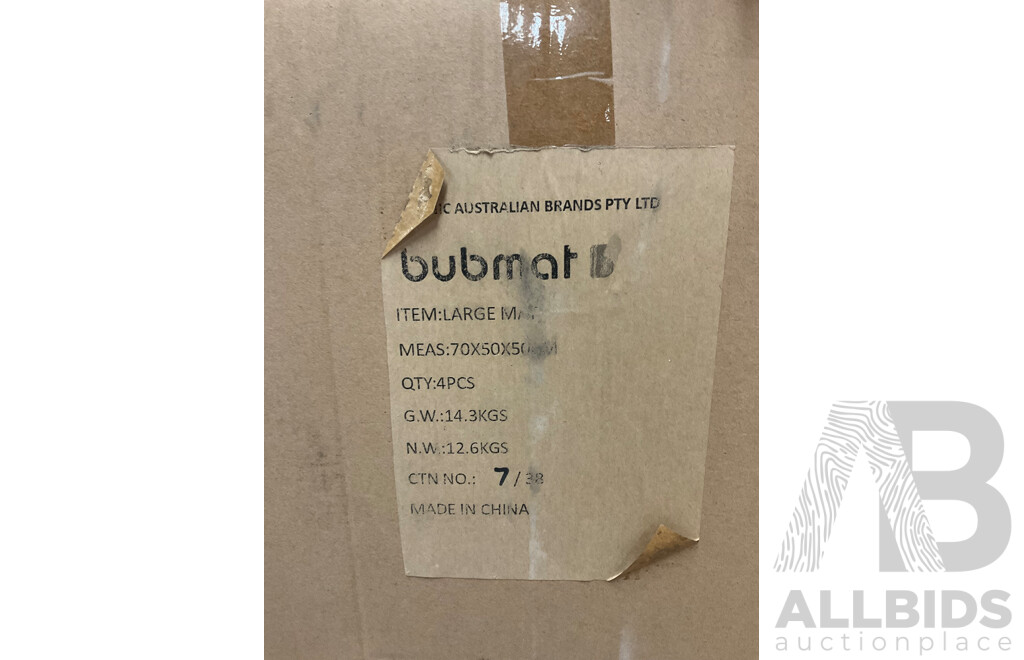 AUSTRALIAN BRANDS PTY LTD
bubmat
ITEM:LARGE
MEAS:70X50X50
QTY:4PCS
G.W.:14.3KGS
N.W.:12.6KGS
CTN NO.: 7 / 38
MADE IN CHINA
AB
ALLBIDS
auctionplace